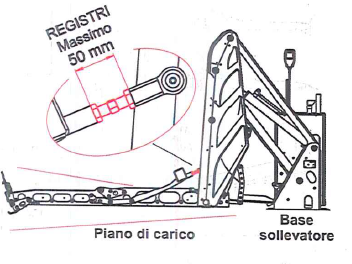 REGISTRI
Massimo
50 mm
Piano di carico
Base
sollevatore